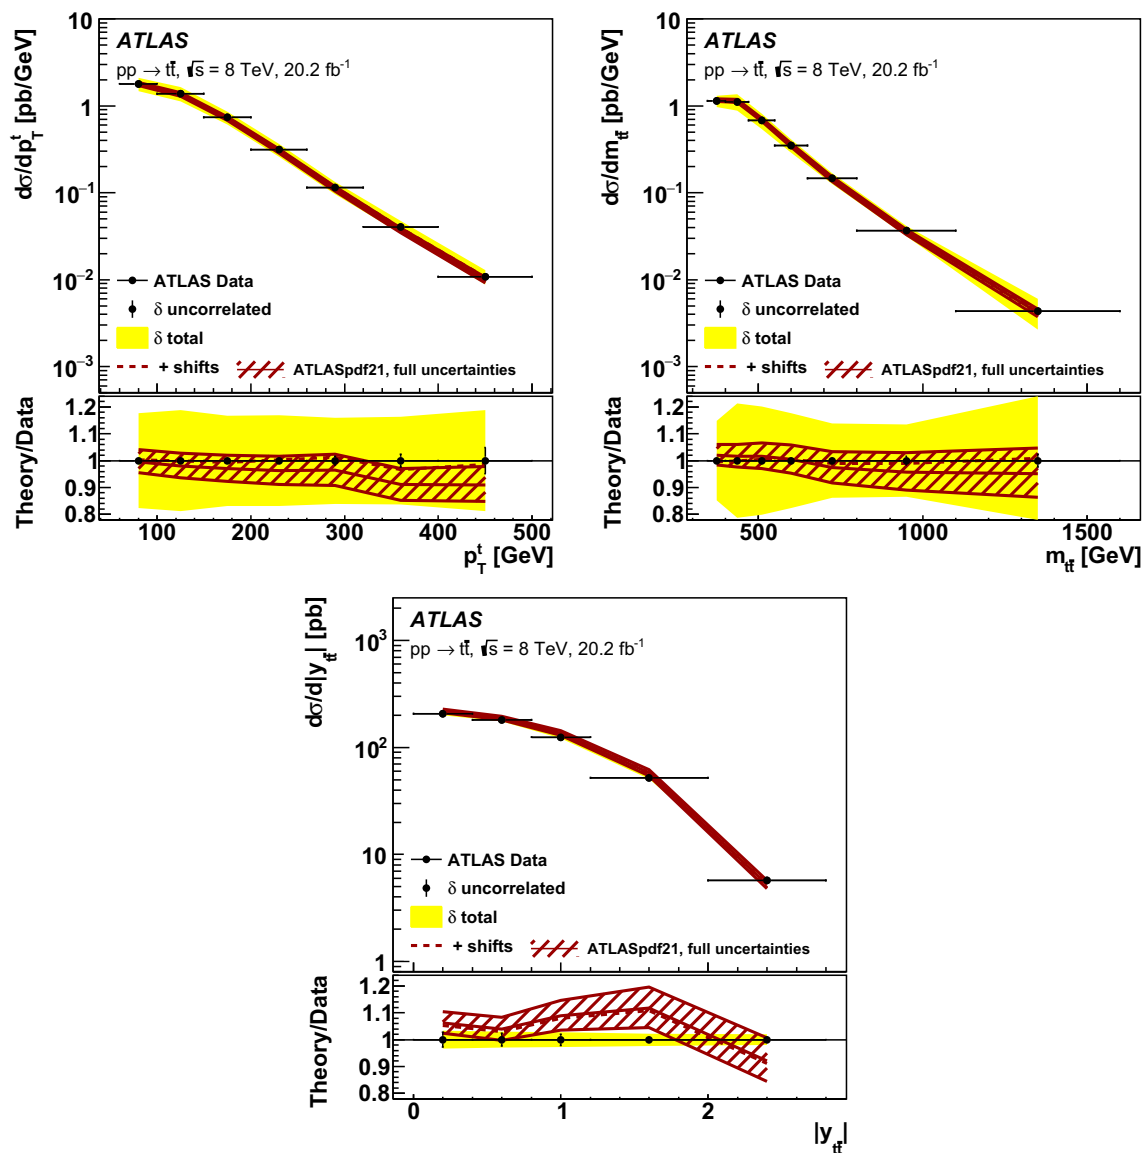 ATLAS
pp → tt̄, √s = 8 TeV, 20.2 fb⁻¹
dσ/dp_T^t [pb/GeV]
10
1
10⁻¹
10⁻²
10⁻³
ATLAS Data
δ uncorrelated
δ total
+ shifts
ATLASpdf21, full uncertainties
Theory/Data
1.2
1.1
1
0.9
0.8
100 200 300 400 500
p_T^t [GeV]
ATLAS
pp → tt̄, √s = 8 TeV, 20.2 fb⁻¹
dσ/dm_tt̄ [pb/GeV]
10
1
10⁻¹
10⁻²
10⁻³
ATLAS Data
δ uncorrelated
δ total
+ shifts
ATLASpdf21, full uncertainties
Theory/Data
1.2
1.1
1
0.9
0.8
500 1000 1500
m_tt̄ [GeV]
ATLAS
pp → tt̄, √s = 8 TeV, 20.2 fb⁻¹
dσ/d|y_tt̄| [pb]
10³
10²
10
1
ATLAS Data
δ uncorrelated
δ total
+ shifts
ATLASpdf21, full uncertainties
Theory/Data
1.2
1.1
1
0.9
0.8
0 1 2
|y_tt̄|